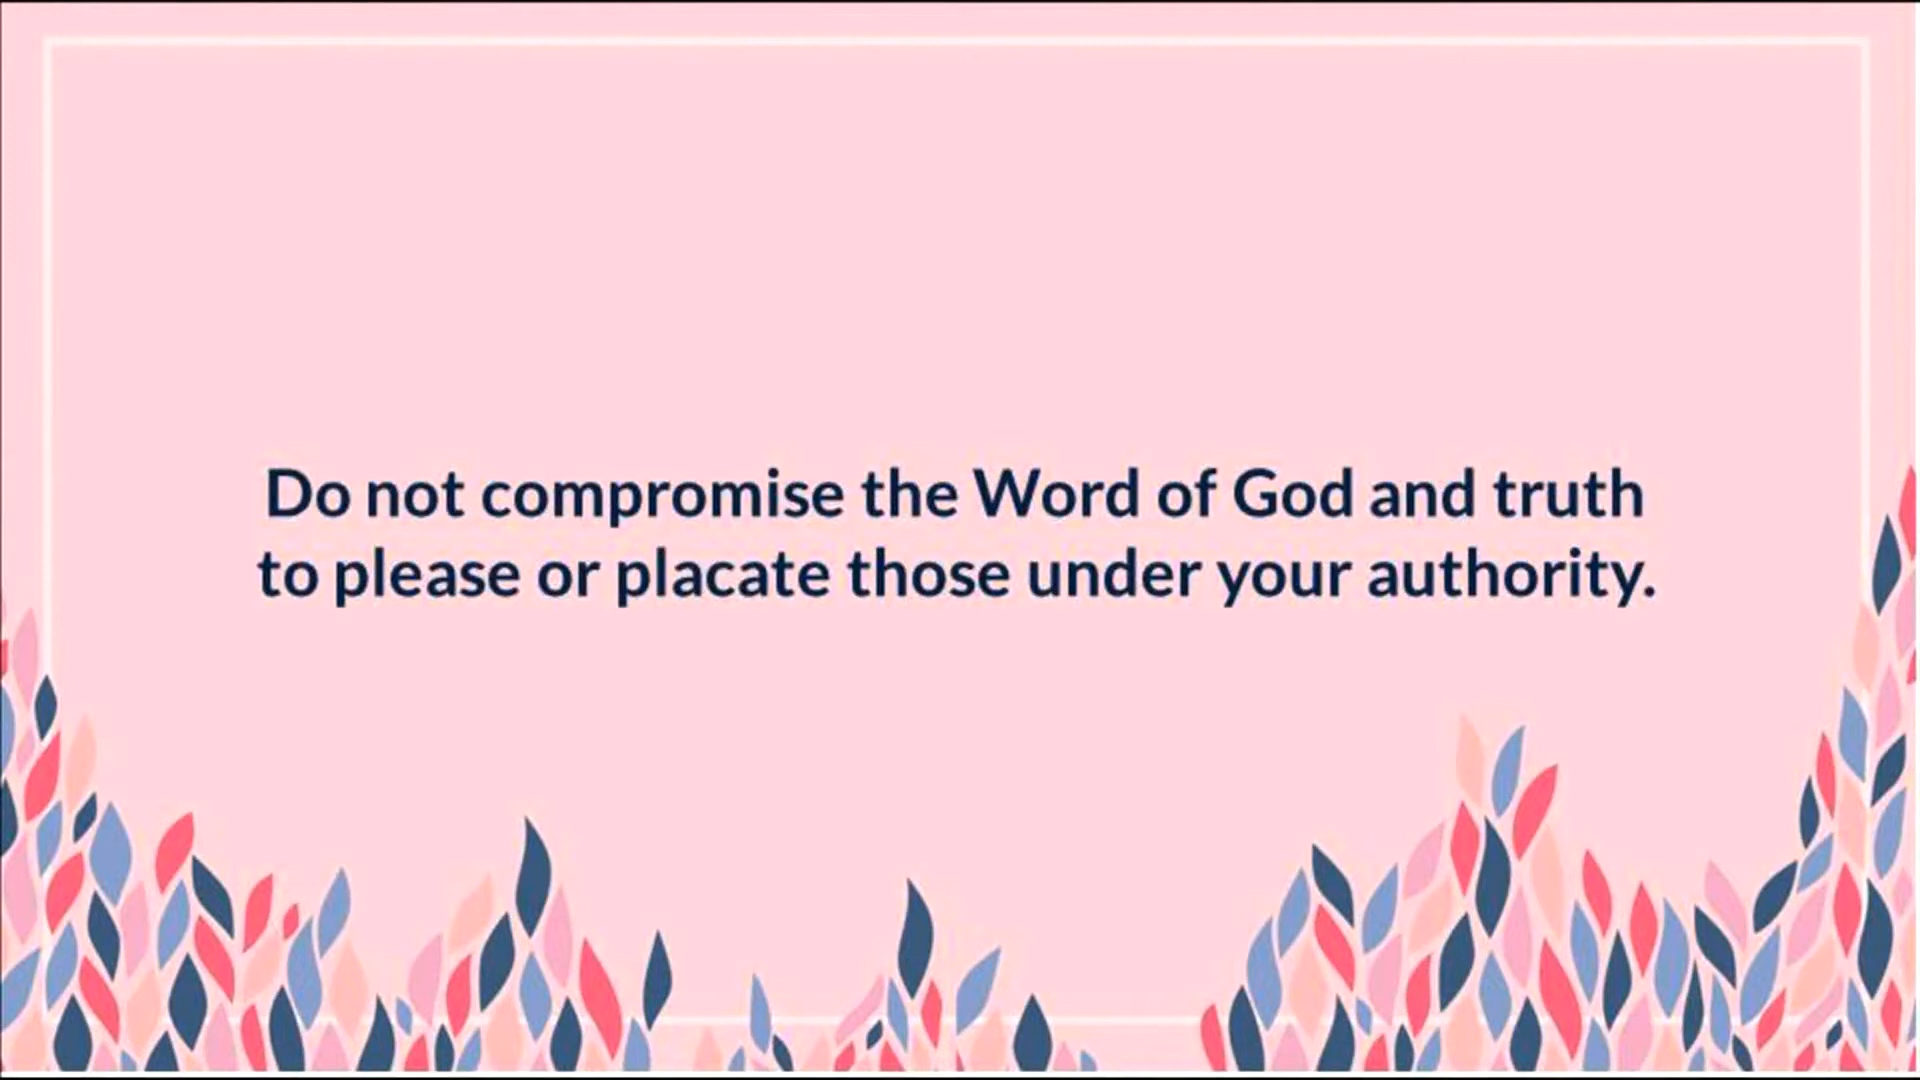 Do not compromise the Word of God and truth
to please or placate those under your authority.